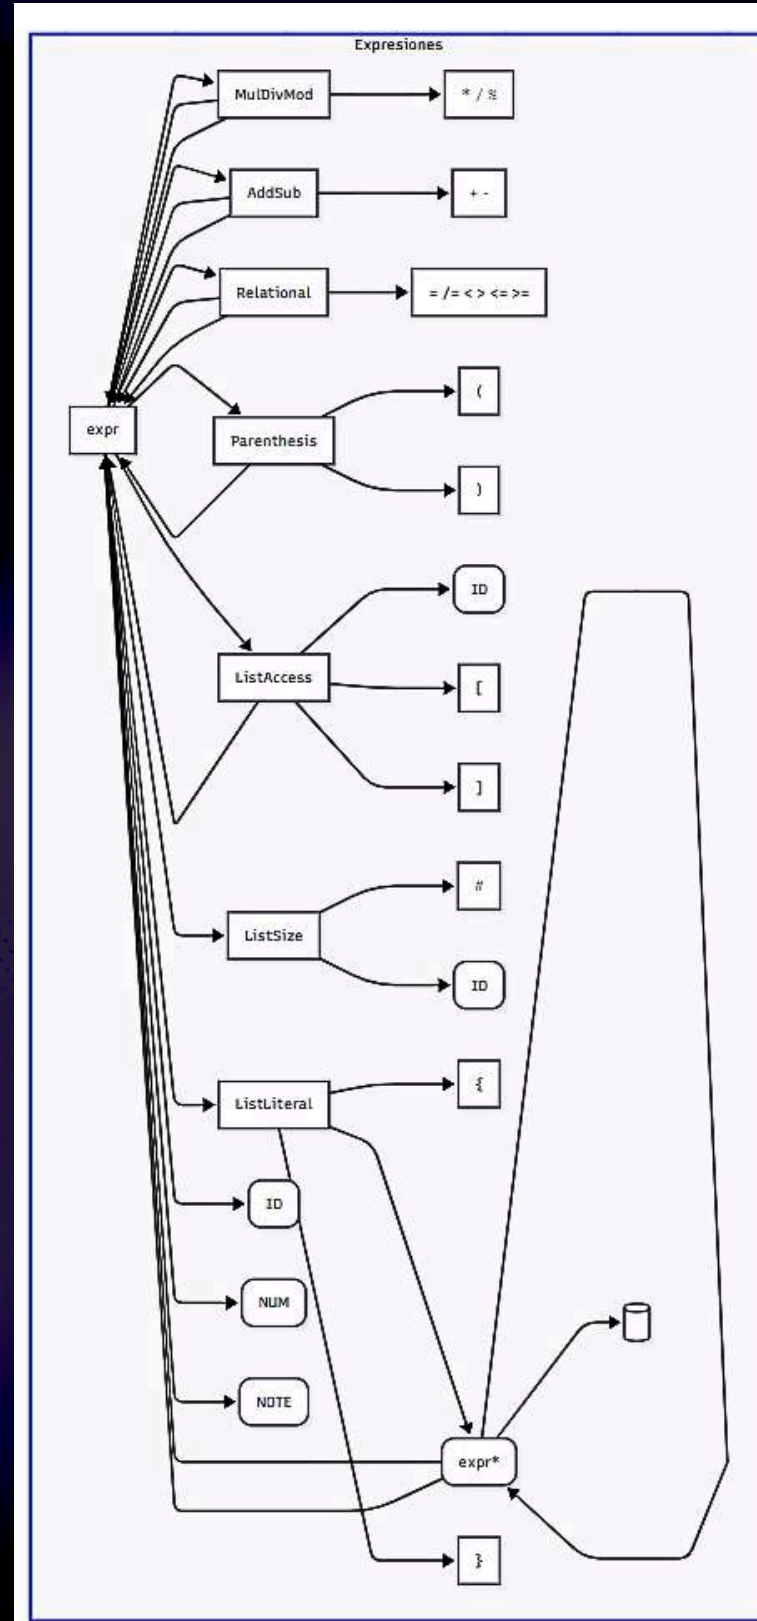 Expresiones
MulDivMod
* / %
AddSub
+ -
Relational
= /= < > <= >=
(
expr
Parenthesis
)
ID
ListAccess
[
]
#
ListSize
ID
{
ListLiteral
ID
NUM
NOTE
expr*
}